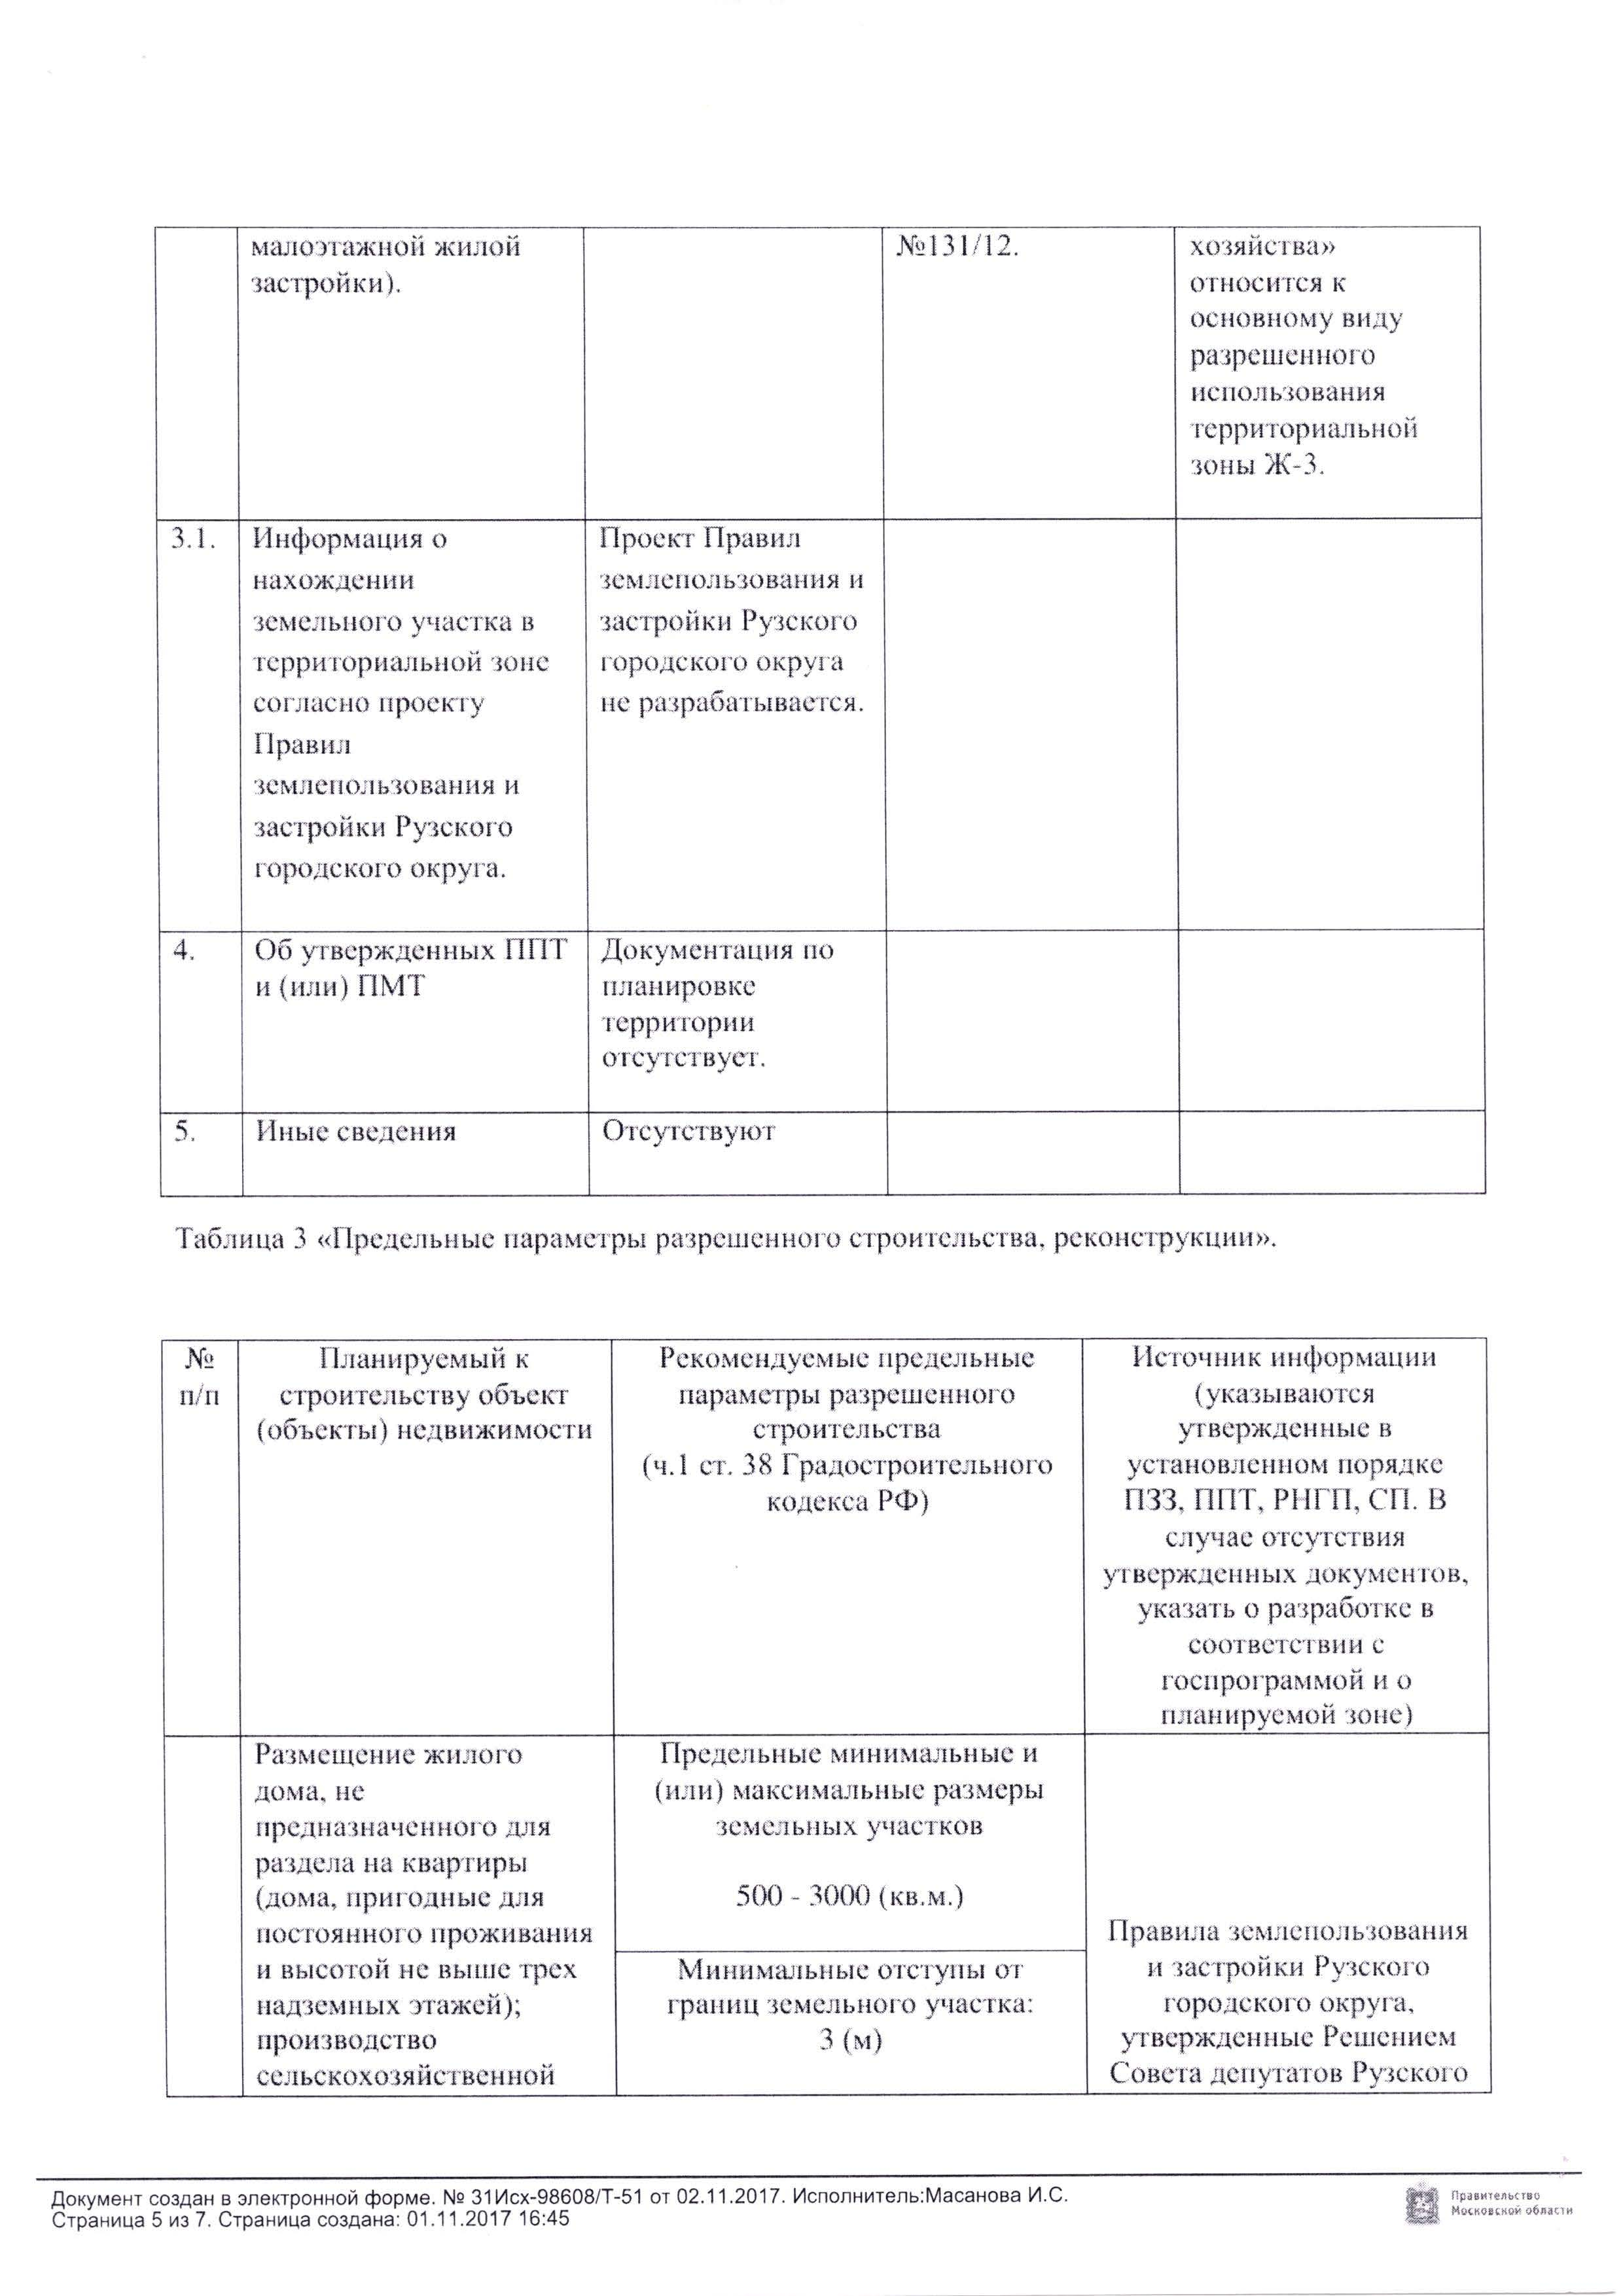 малоэтажной жилой
застройки).
№131/12.
хозяйства»
относится к
основному виду
разрешенного
использования
территориальной
зоны Ж-3.
3.1.
Информация о
нахождении
земельного участка в
территориальной зоне
согласно проекту
Правил
землепользования и
застройки Рузского
городского округа.
Проект Правил
землепользования и
застройки Рузского
городского округа
не разрабатывается.
4.
Об утвержденных ППТ
и (или) ПМТ
Документация по
планировке
территории
отсутствует.
5.
Иные сведения
Отсутствуют
Таблица 3 «Предельные параметры разрешенного строительства, реконструкции».
№
п/п
Планируемый к
строительству объект
(объекты) недвижимости
Рекомендуемые предельные
параметры разрешенного
строительства
(ч.1 ст. 38 Градостроительного
кодекса РФ)
Источник информации
(указываются
утвержденные в
установленном порядке
ПЗЗ, ППТ, РНГП, СП. В
случае отсутствия
утвержденных документов,
указать о разработке в
соответствии с
госпрограммой и о
планируемой зоне)
Размещение жилого
дома, не
предназначенного для
раздела на квартиры
(дома, пригодные для
постоянного проживания
и высотой не выше трех
надземных этажей);
производство
сельскохозяйственной
Предельные минимальные и
(или) максимальные размеры
земельных участков
500 - 3000 (кв.м.)
Минимальные отступы от
границ земельного участка:
3 (м)
Правила землепользования
и застройки Рузского
городского округа,
утвержденные Решением
Совета депутатов Рузского
Документ создан в электронной форме. № 31Исх-98608/Т-51 от 02.11.2017. Исполнитель:Масанова И.С.
Страница 5 из 7. Страница создана: 01.11.2017 16:45
Правительство
Московской области